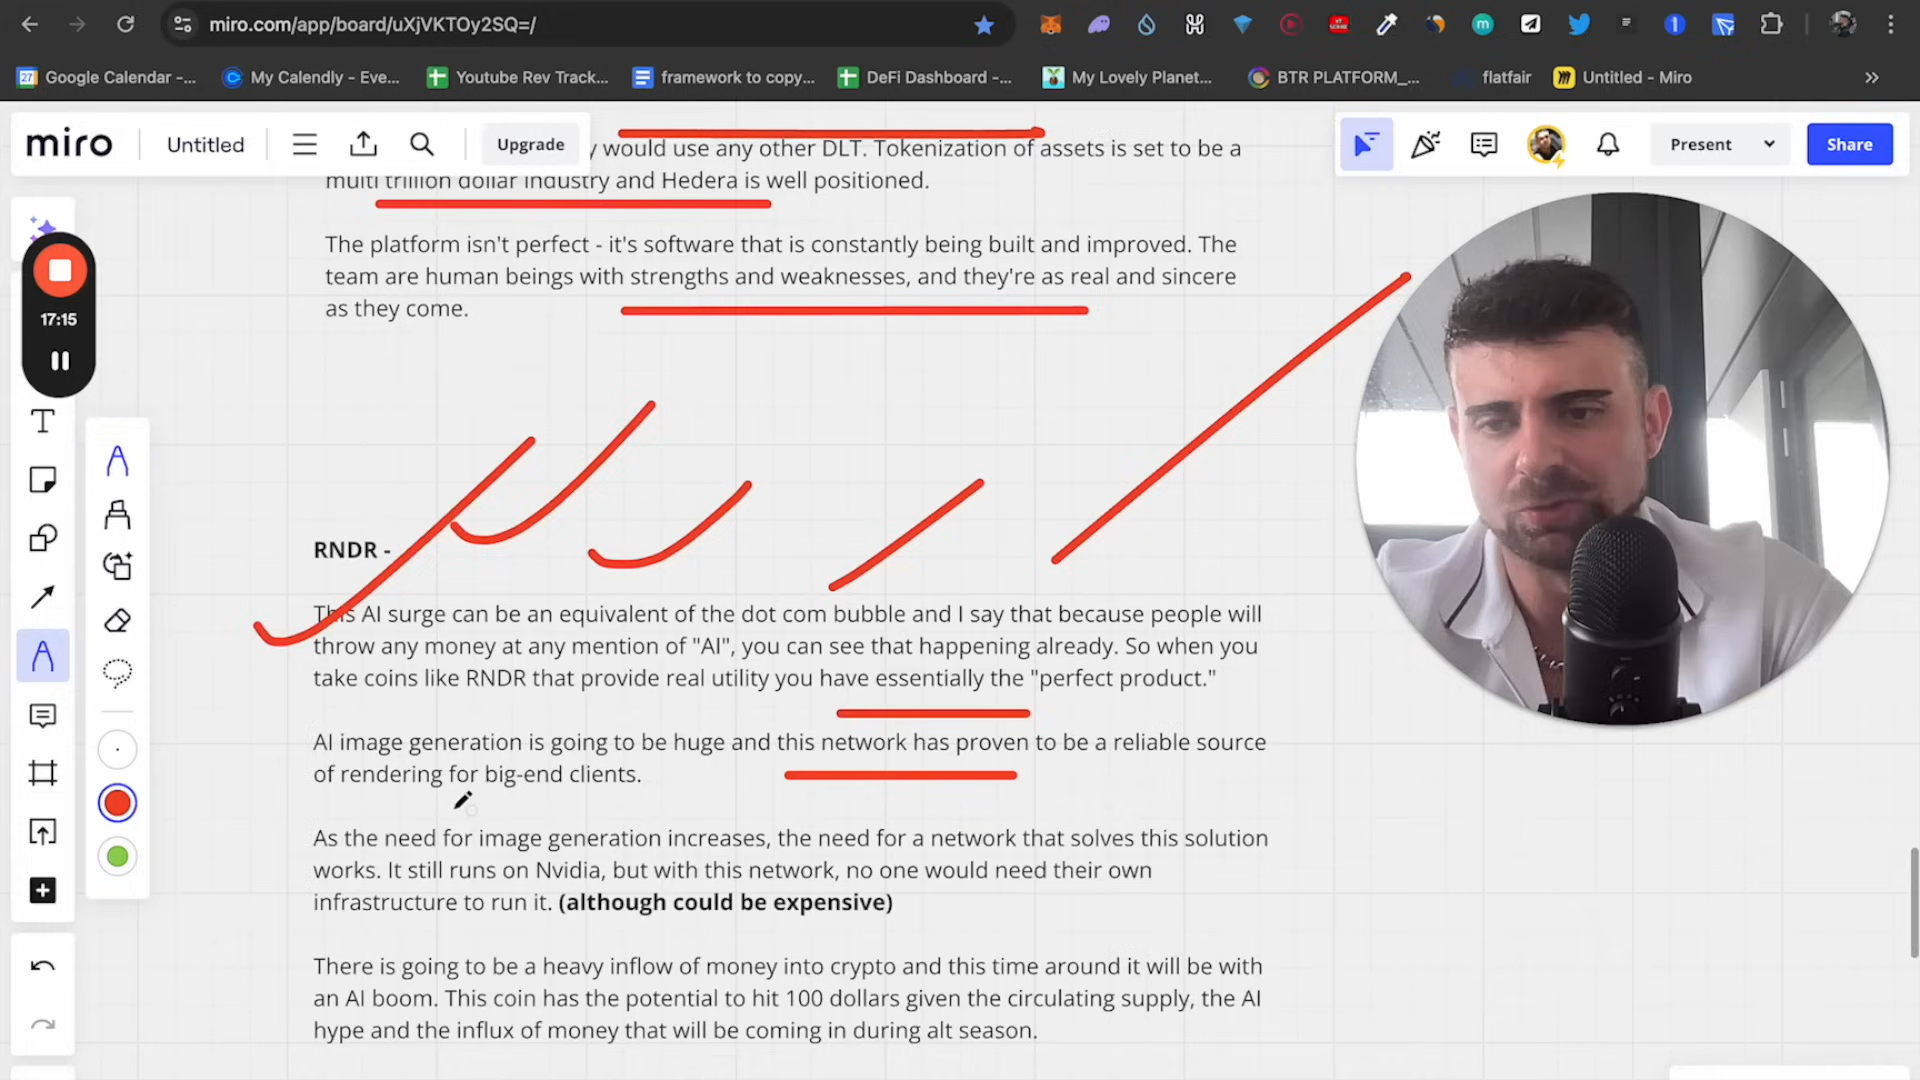 miro.com/app/board/uXjVKTOy2SQ=/
27 Google Calendar -...
My Calendly - Eve...
Youtube Rev Track...
framework to copy...
DeFi Dashboard -...
My Lovely Planet...
BTR PLATFORM_...
flatfair
Untitled - Miro
miro
Untitled
Upgrade
Present
Share
y would use any other DLT. Tokenization of assets is set to be a
multi trillion dollar industry and Hedera is well positioned.
The platform isn't perfect - it's software that is constantly being built and improved. The
team are human beings with strengths and weaknesses, and they're as real and sincere
as they come.
17:15
RNDR -
This AI surge can be an equivalent of the dot com bubble and I say that because people will
throw any money at any mention of "AI", you can see that happening already. So when you
take coins like RNDR that provide real utility you have essentially the "perfect product."
AI image generation is going to be huge and this network has proven to be a reliable source
of rendering for big-end clients.
As the need for image generation increases, the need for a network that solves this solution
works. It still runs on Nvidia, but with this network, no one would need their own
infrastructure to run it. (although could be expensive)
There is going to be a heavy inflow of money into crypto and this time around it will be with
an AI boom. This coin has the potential to hit 100 dollars given the circulating supply, the AI
hype and the influx of money that will be coming in during alt season.